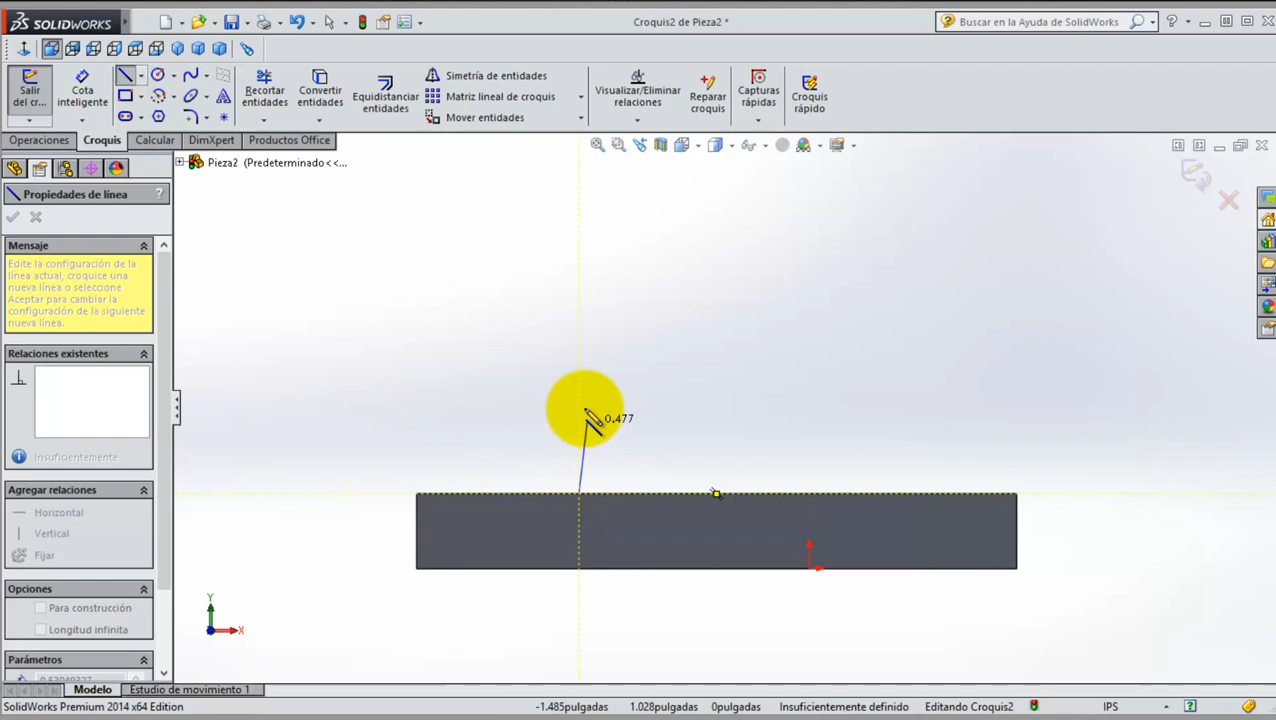 SOLIDWORKS
Croquis2 de Pieza2 *
Buscar en la Ayuda de SolidWorks
Salir del cr...
Cota inteligente
Recortar entidades
Convertir entidades
Equidistanciar entidades
Simetría de entidades
Matriz lineal de croquis
Mover entidades
Visualizar/Eliminar relaciones
Reparar croquis
Capturas rápidas
Croquis rápido
Operaciones Croquis Calcular DimXpert Productos Office
Pieza2 (Predeterminado<<...
Propiedades de línea ?
Mensaje
Edite la configuración de la
línea actual, croquice una
nueva línea o seleccione
Aceptar para cambiar la
configuración de la siguiente
nueva línea.
Relaciones existentes
Insuficientemente
Agregar relaciones
Horizontal
Vertical
Fijar
Opciones
Para construcción
Longitud infinita
Parámetros
0.477
Y
X
Modelo Estudio de movimiento 1
SolidWorks Premium 2014 x64 Edition -1.485pulgadas 1.028pulgadas 0pulgadas Insuficientemente definido Editando Croquis2 IPS